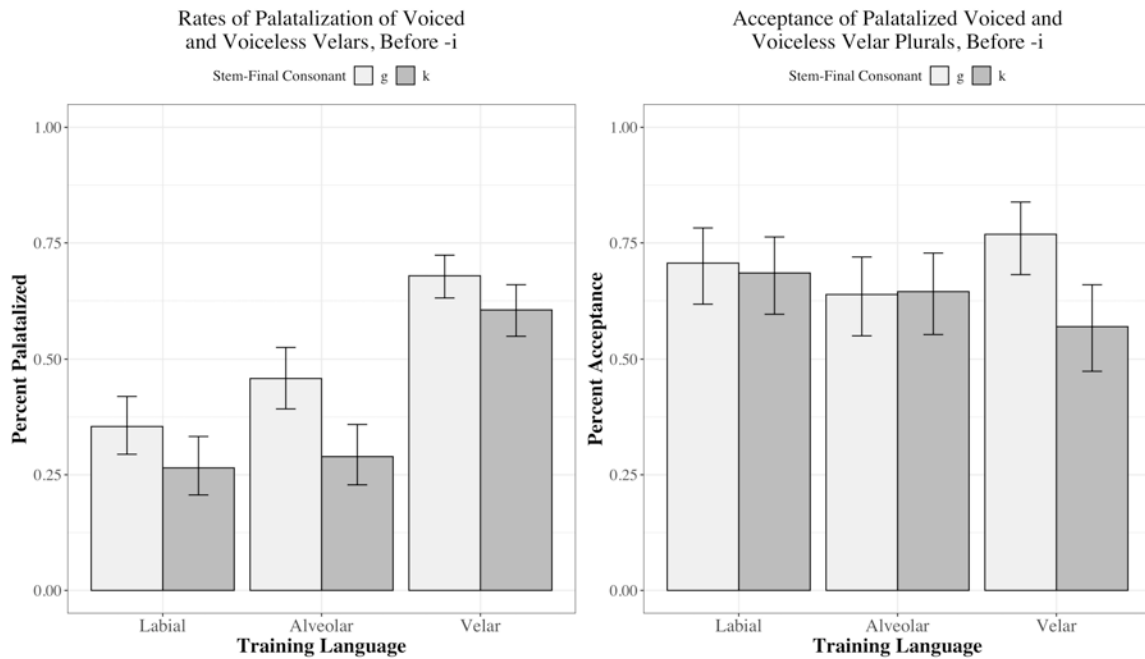 Rates of Palatalization of Voiced
and Voiceless Velars, Before -i
Stem-Final Consonant g k
1.00
0.75
0.50
0.25
0.00
Percent Palatalized
Labial Alveolar Velar
Training Language
Acceptance of Palatalized Voiced and
Voiceless Velar Plurals, Before -i
Stem-Final Consonant g k
1.00
0.75
0.50
0.25
0.00
Percent Acceptance
Labial Alveolar Velar
Training Language